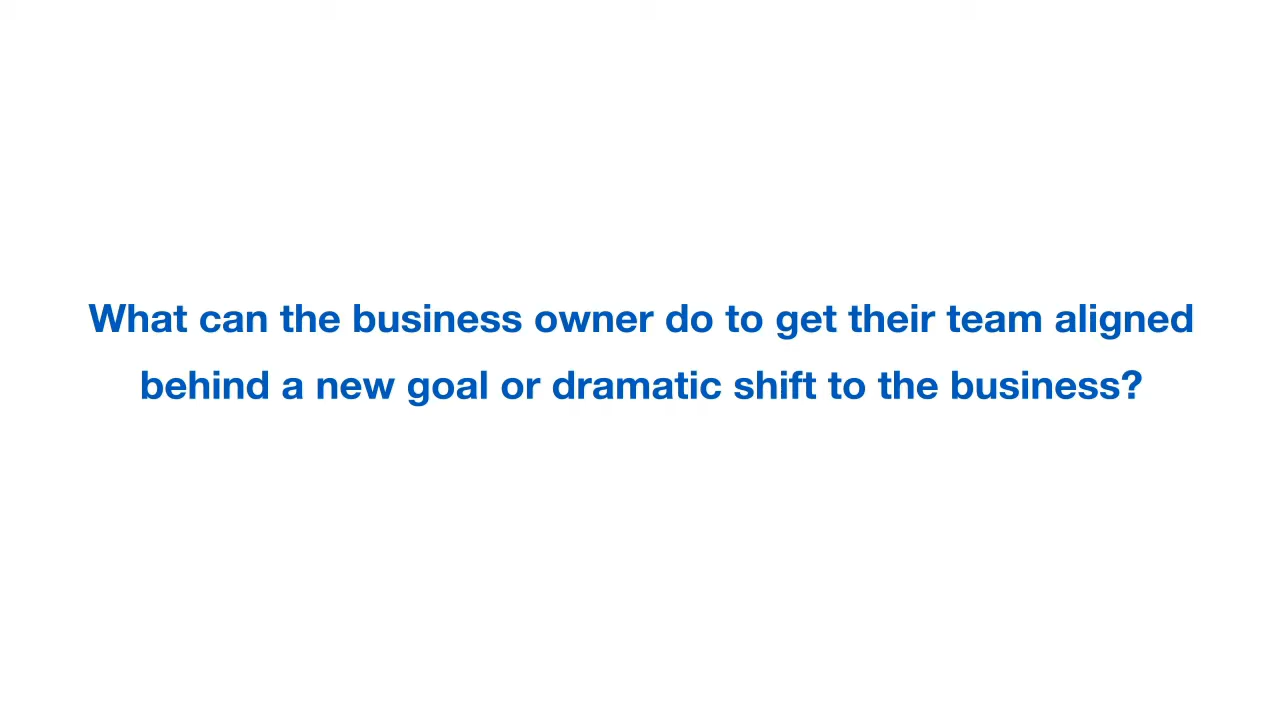 What can the business owner do to get their team aligned
behind a new goal or dramatic shift to the business?